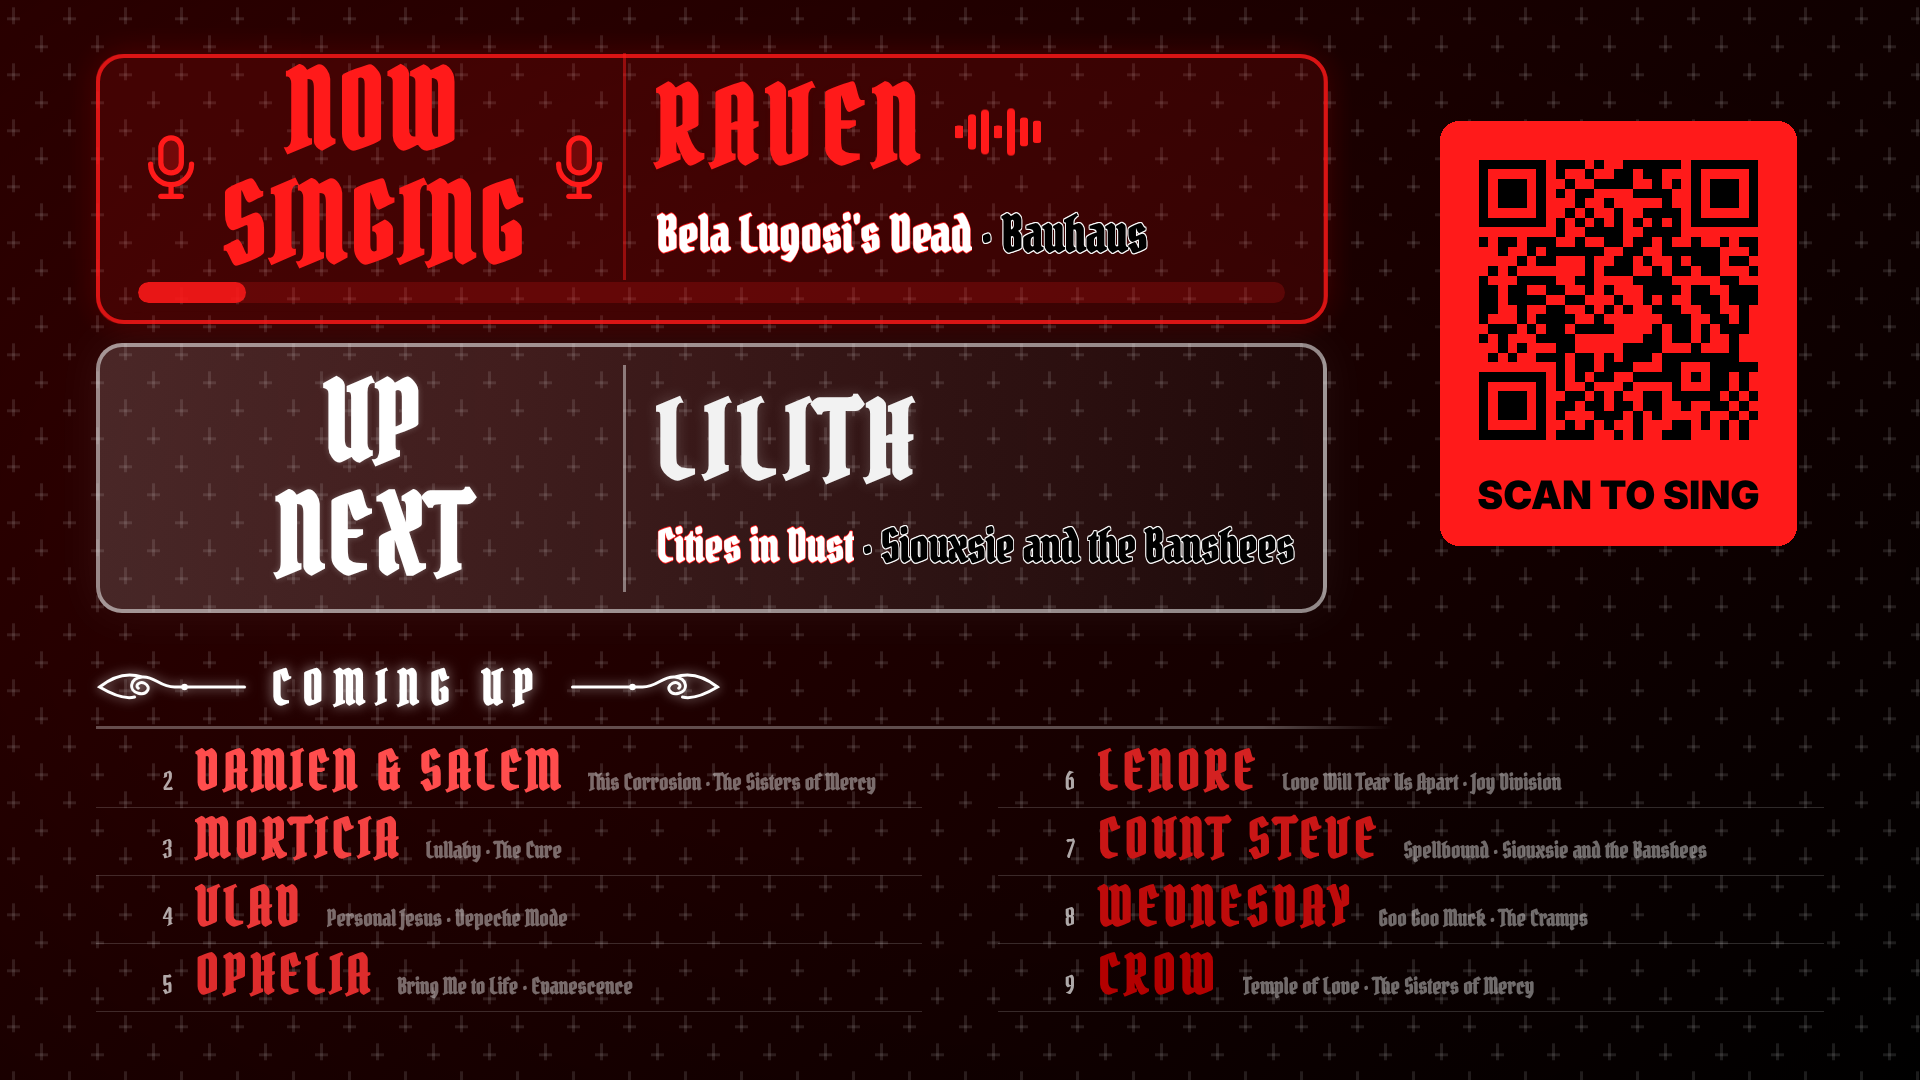 NOW
SINGING
RAVEN
Bela Lugosi's Dead · Bauhaus
UP
NEXT
LILITH
Cities in Dust · Siouxsie and the Banshees
SCAN TO SING
COMING UP
2 DAMIEN & SALEM This Corrosion · The Sisters of Mercy
3 MORTICIA Lullaby · The Cure
4 VLAD Personal Jesus · Depeche Mode
5 OPHELIA Bring Me to Life · Evanescence
6 LENORE Love Will Tear Us Apart · Joy Division
7 COUNT STEVE Spellbound · Siouxsie and the Banshees
8 WEDNESDAY Goo Goo Muck · The Cramps
9 CROW Temple of Love · The Sisters of Mercy